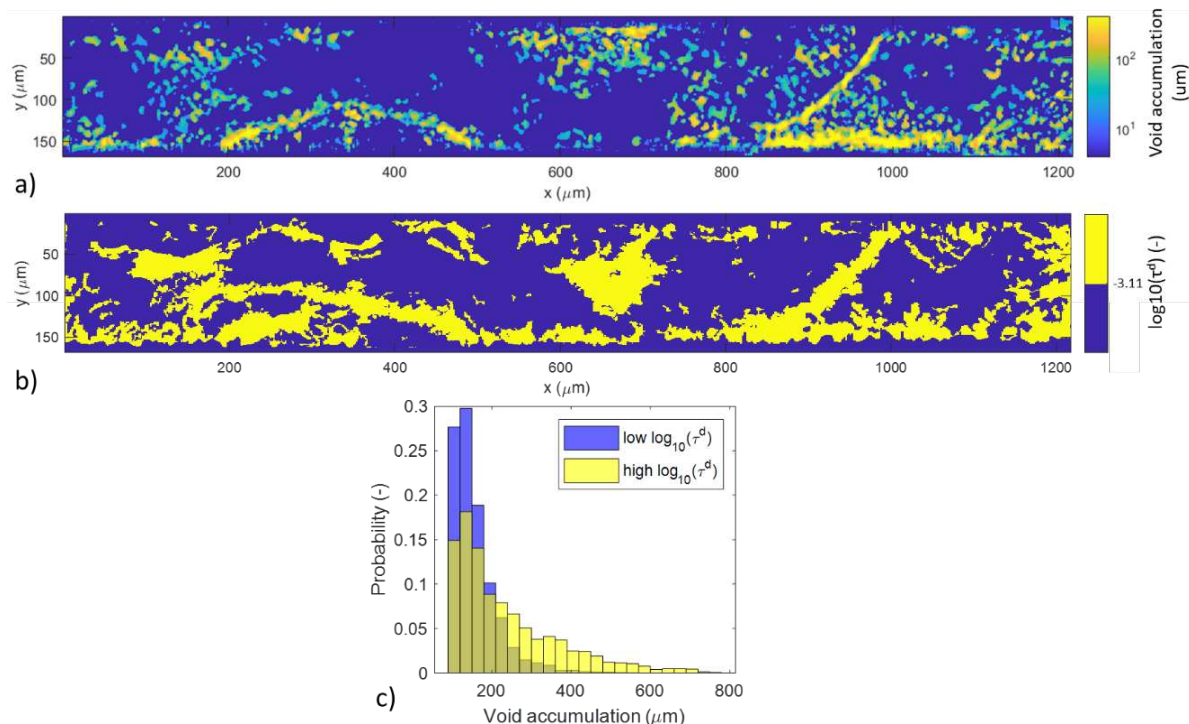 50
100
150
y (μm)
200
400
600
800
1000
1200
x (μm)
10²
10¹
Void accumulation
(um)
a)
50
100
150
y (μm)
200
400
600
800
1000
1200
x (μm)
-3.11
log10(τᵈ) (-)
b)
0.3
0.25
0.2
0.15
0.1
0.05
0
Probability (-)
low log₁₀(τᵈ)
high log₁₀(τᵈ)
200
400
600
800
Void accumulation (μm)
c)